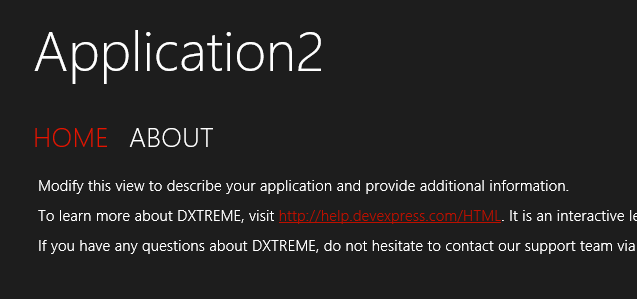 Application2
HOME ABOUT
Modify this view to describe your application and provide additional information.
To learn more about DXTREME, visit http://help.devexpress.com/HTML. It is an interactive
If you have any questions about DXTREME, do not hesitate to contact our support team via